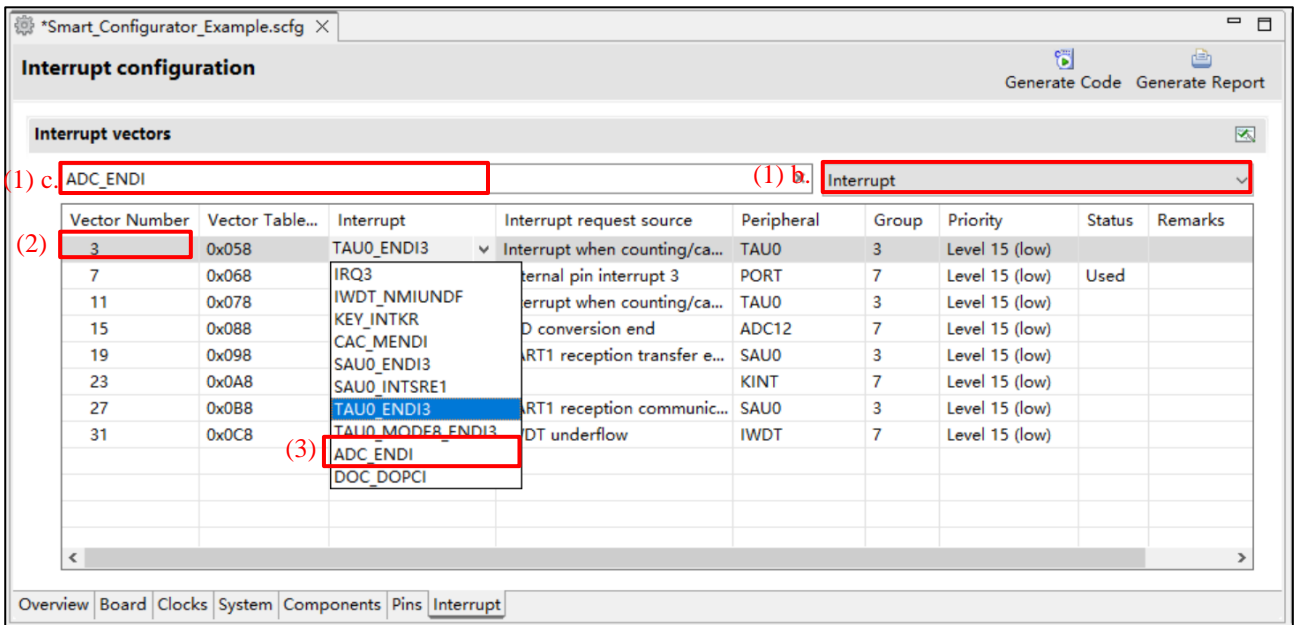 *Smart_Configurator_Example.scfg
Interrupt configuration
Generate Code Generate Report
Interrupt vectors
(1) c. ADC_ENDI (1) b. Interrupt
Vector Number Vector Table... Interrupt Interrupt request source Peripheral Group Priority Status Remarks
(2) 3 0x058 TAU0_ENDI3 Interrupt when counting/ca... TAU0 3 Level 15 (low)
7 0x068 ternal pin interrupt 3 PORT 7 Level 15 (low) Used
11 0x078 errupt when counting/ca... TAU0 3 Level 15 (low)
15 0x088 D conversion end ADC12 7 Level 15 (low)
19 0x098 ART1 reception transfer e... SAU0 3 Level 15 (low)
23 0x0A8 KINT 7 Level 15 (low)
27 0x0B8 ART1 reception communic... SAU0 3 Level 15 (low)
31 0x0C8 DT underflow IWDT 7 Level 15 (low)
IRQ3
IWDT_NMIUNDF
KEY_INTKR
CAC_MENDI
SAU0_ENDI3
SAU0_INTSRE1
TAU0_ENDI3
TAU0_MODE8_ENDI3
(3) ADC_ENDI
DOC_DOPCI
Overview Board Clocks System Components Pins Interrupt